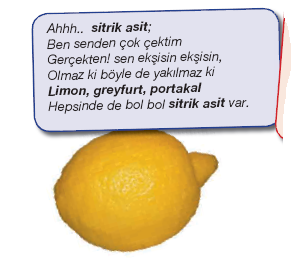 Ahhh.. sitrik asit;
Ben senden çok çektim
Gerçekten! sen ekşisin ekşisin,
Olmaz ki böyle de yakılmaz ki
Limon, greyfurt, portakal
Hepsinde de bol bol sitrik asit var.